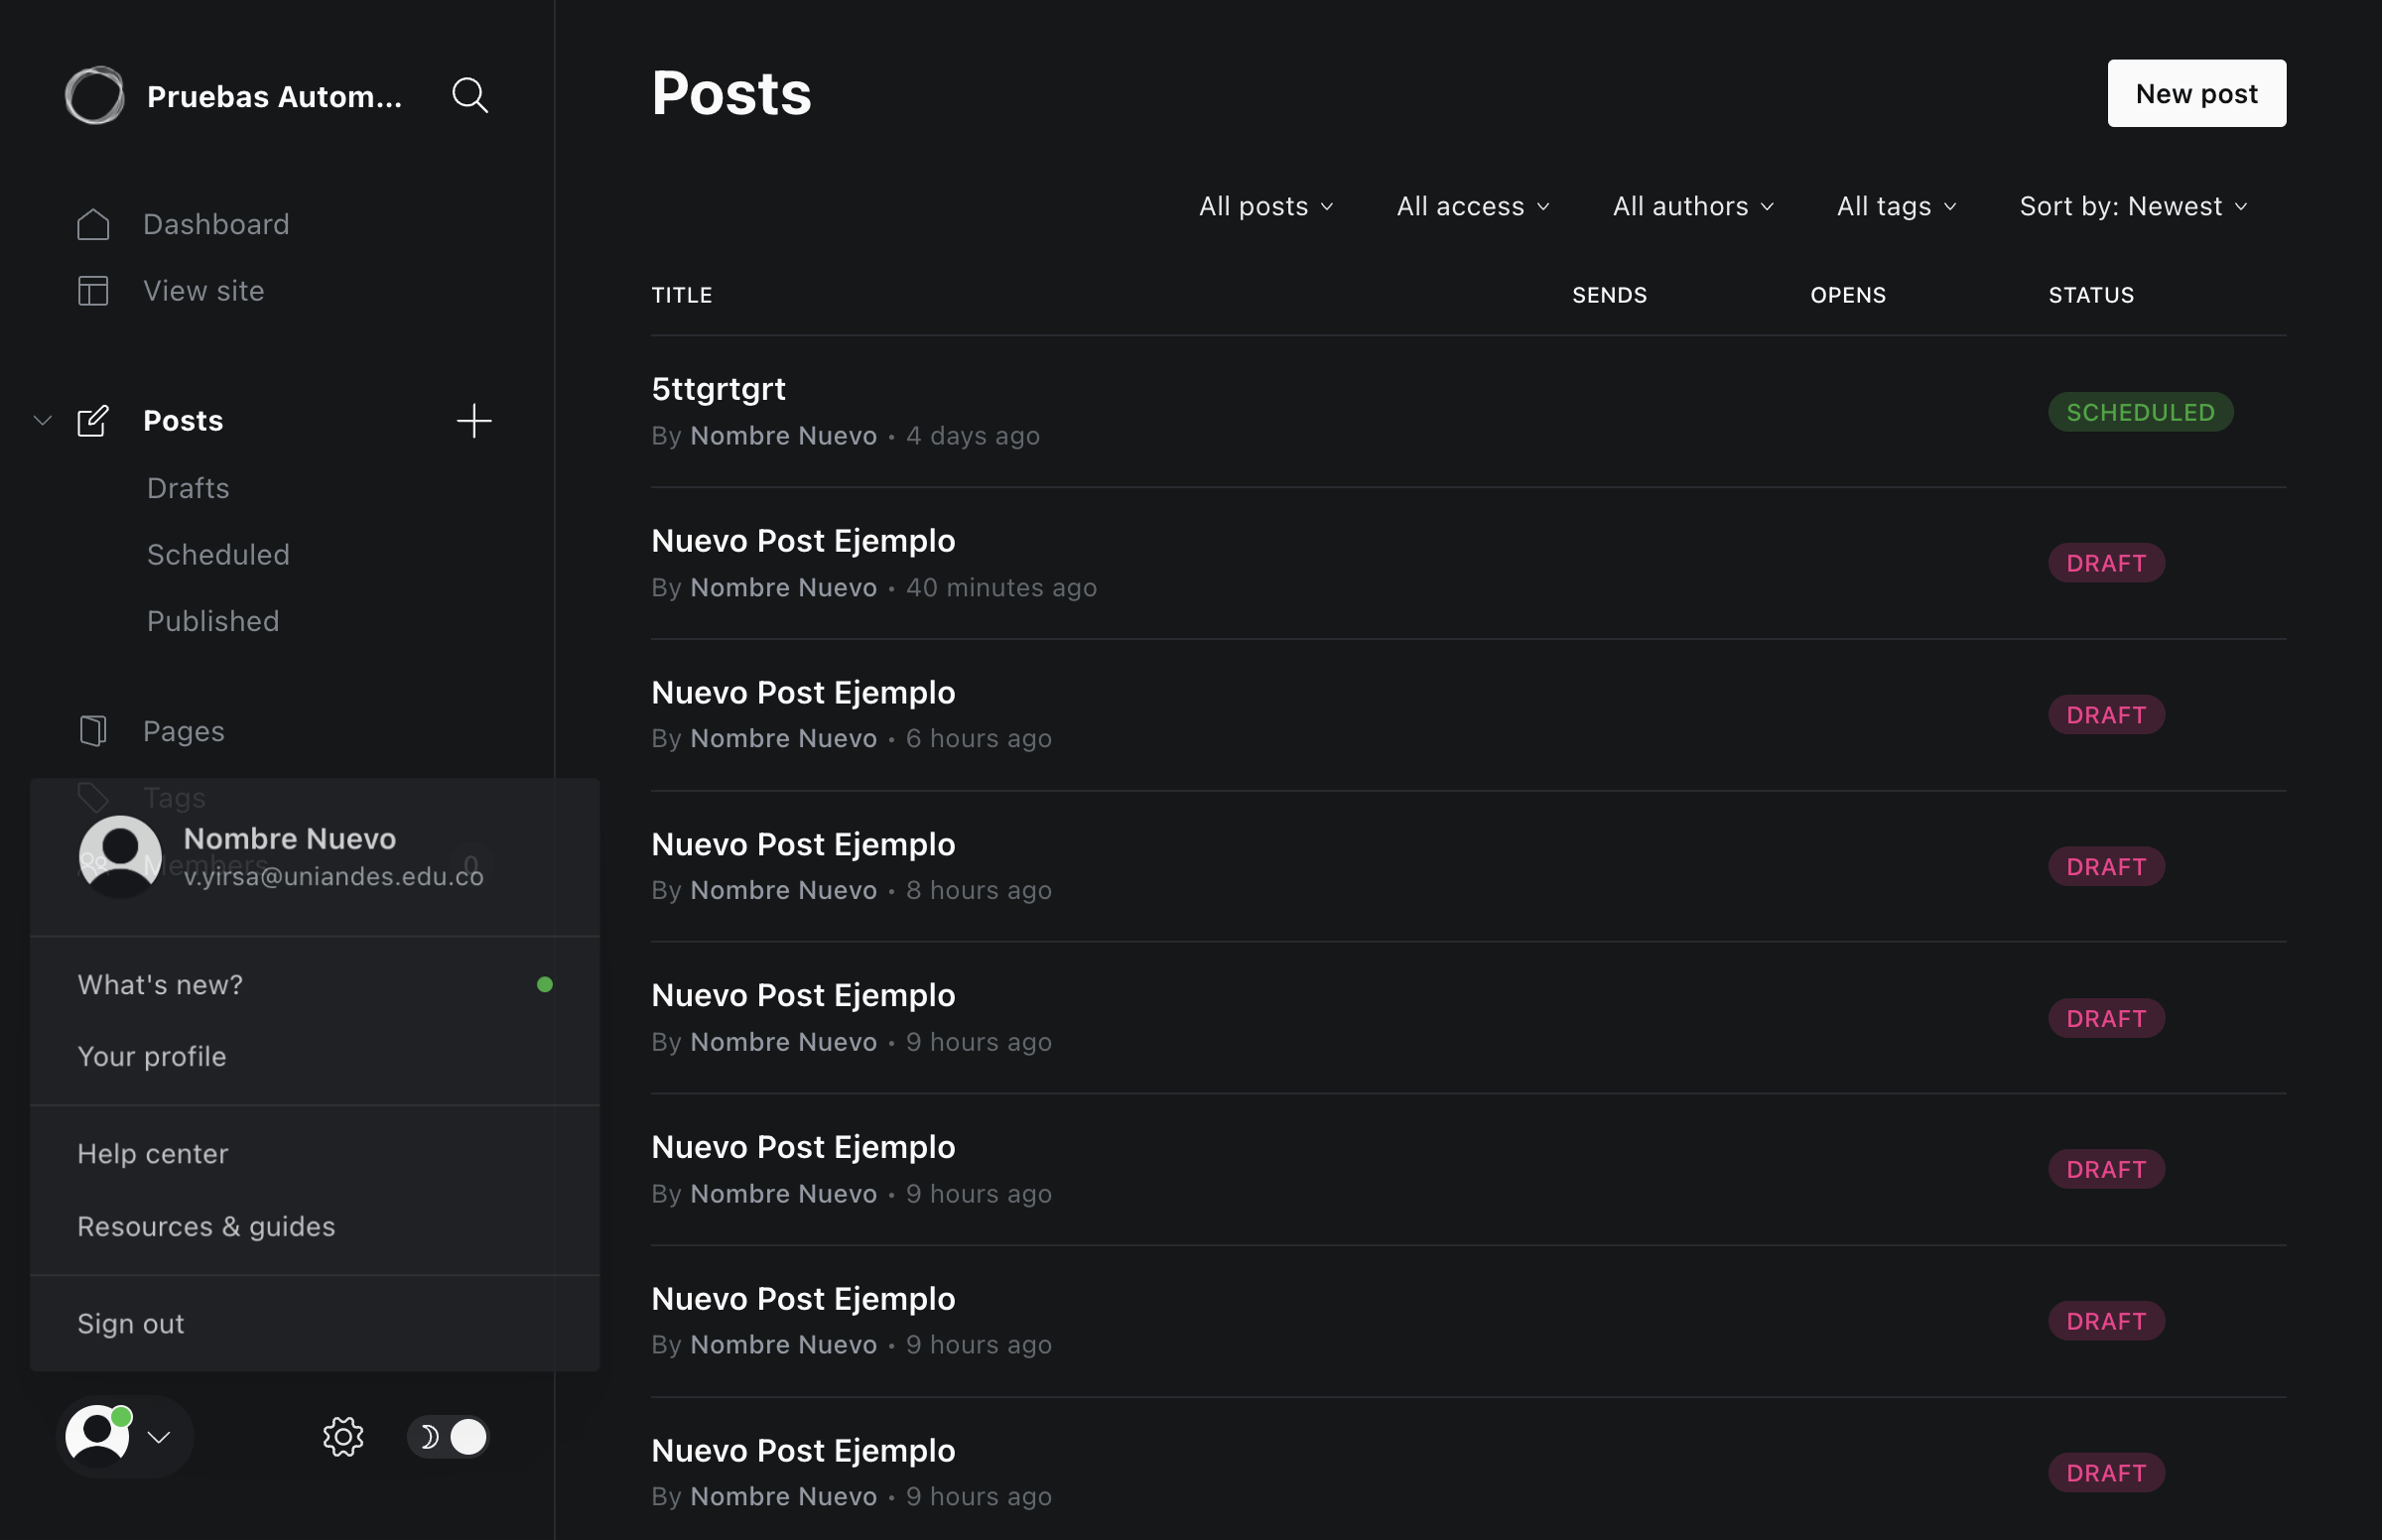 Pruebas Autom...
Dashboard
View site
Posts
Drafts
Scheduled
Published
Pages
Tags
Members 0
Nombre Nuevo
v.yirsa@uniandes.edu.co
What's new?
Your profile
Help center
Resources & guides
Sign out
Posts
New post
All posts All access All authors All tags Sort by: Newest
TITLE SENDS OPENS STATUS
5ttgrtgrt
By Nombre Nuevo • 4 days ago
SCHEDULED
Nuevo Post Ejemplo
By Nombre Nuevo • 40 minutes ago
DRAFT
Nuevo Post Ejemplo
By Nombre Nuevo • 6 hours ago
DRAFT
Nuevo Post Ejemplo
By Nombre Nuevo • 8 hours ago
DRAFT
Nuevo Post Ejemplo
By Nombre Nuevo • 9 hours ago
DRAFT
Nuevo Post Ejemplo
By Nombre Nuevo • 9 hours ago
DRAFT
Nuevo Post Ejemplo
By Nombre Nuevo • 9 hours ago
DRAFT
Nuevo Post Ejemplo
By Nombre Nuevo • 9 hours ago
DRAFT